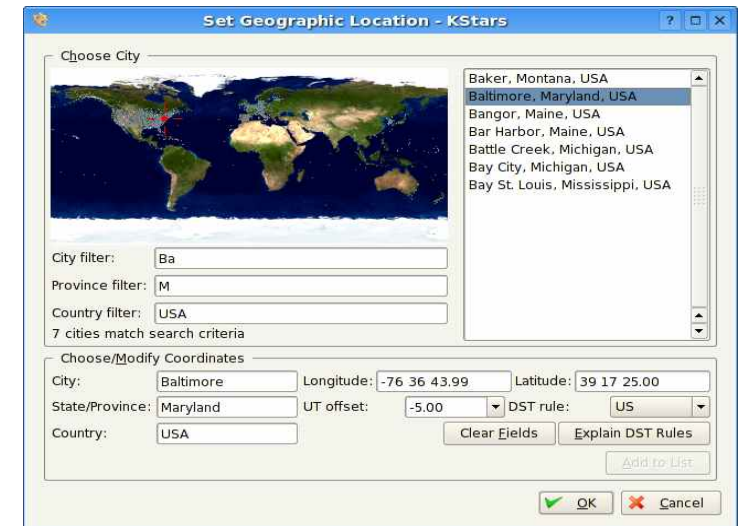 Set Geographic Location - KStars
Choose City
Baker, Montana, USA
Baltimore, Maryland, USA
Bangor, Maine, USA
Bar Harbor, Maine, USA
Battle Creek, Michigan, USA
Bay City, Michigan, USA
Bay St. Louis, Mississippi, USA
City filter: Ba
Province filter: M
Country filter: USA
7 cities match search criteria
Choose/Modify Coordinates
City: Baltimore Longitude: -76 36 43.99 Latitude: 39 17 25.00
State/Province: Maryland UT offset: -5.00 DST rule: US
Country: USA Clear Fields Explain DST Rules
Add to List
OK Cancel